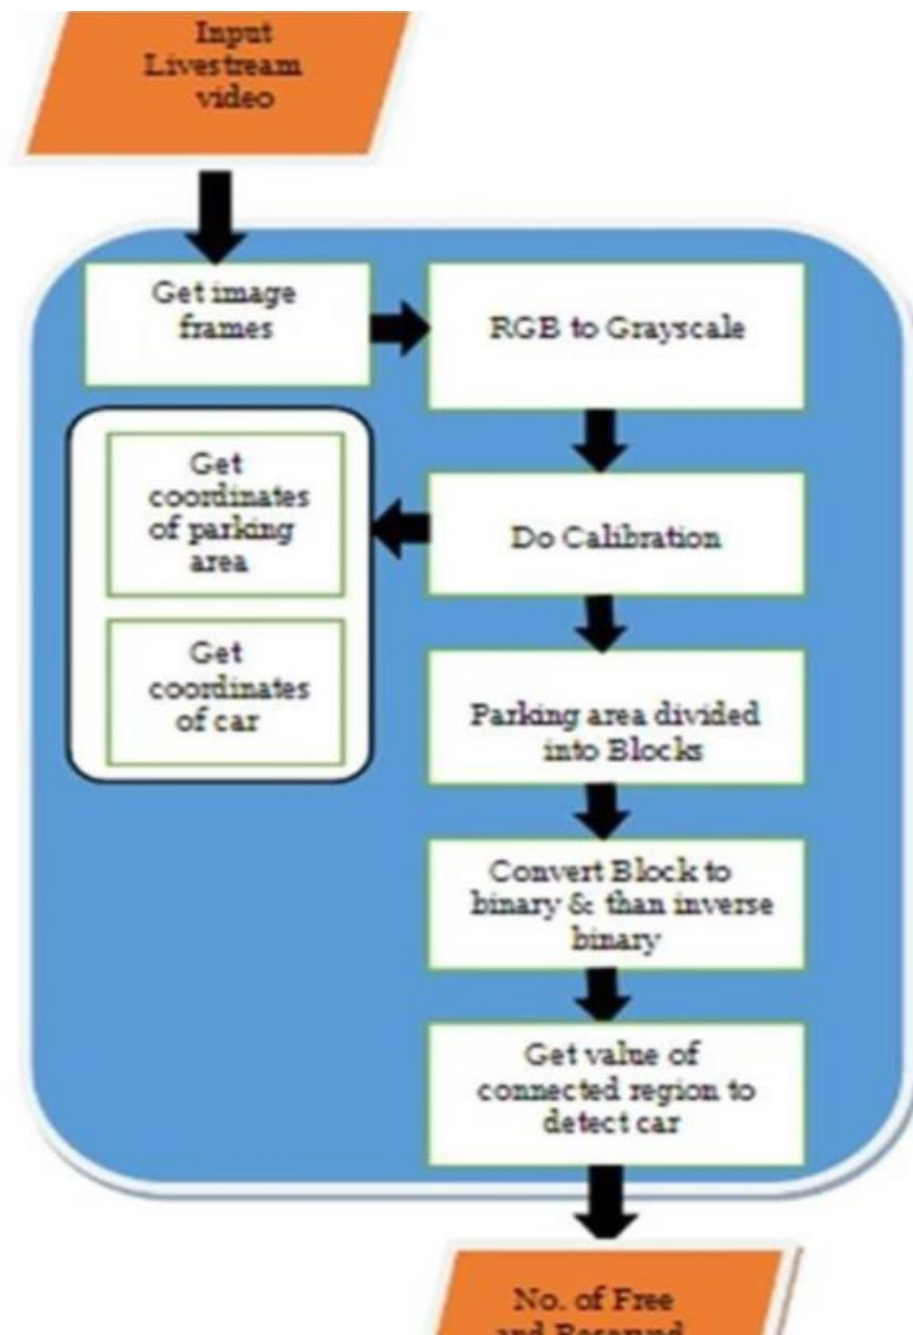 Input
Livestream
video
Get image
frames
RGB to Grayscale
Get
coordinates
of parking
area
Do Calibration
Get
coordinates
of car
Parking area divided
into Blocks
Convert Block to
binary & than inverse
binary
Get value of
connected region to
detect car
No. of Free
and Reserved